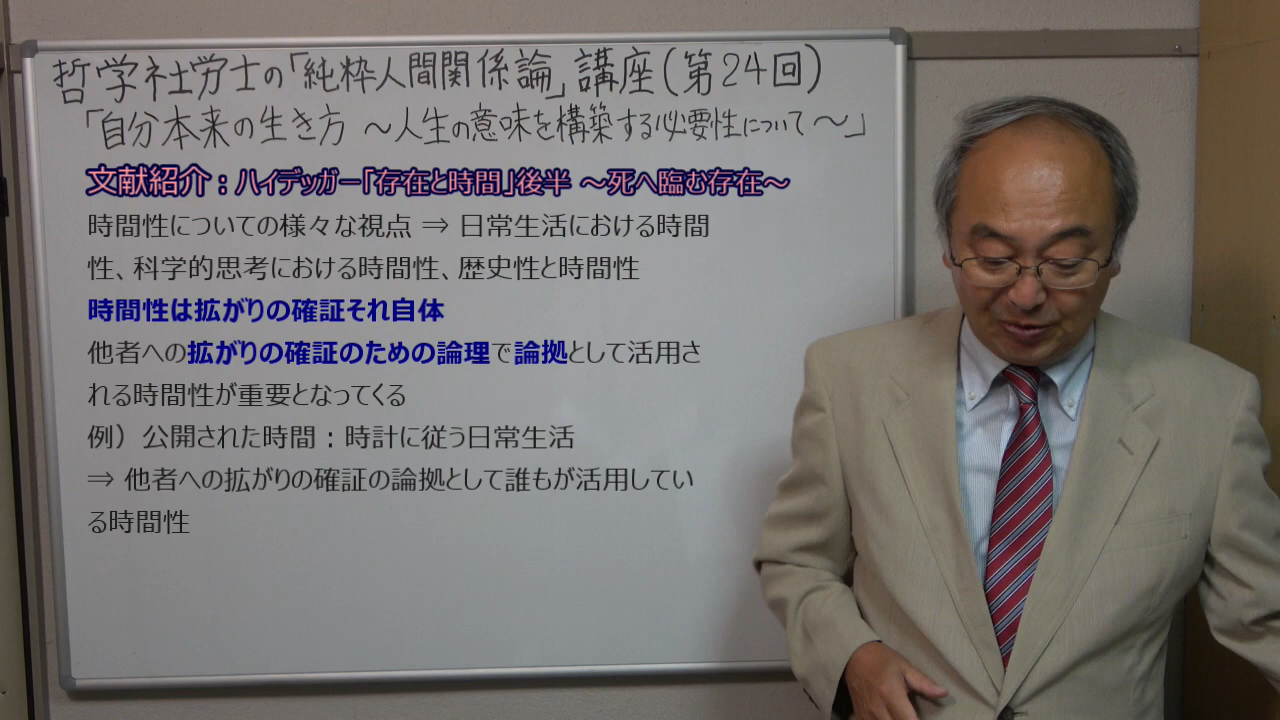 哲学社労士の「純粋人間関係論」講座(第24回)
「自分本来の生き方 ～人生の意味を構築する必要性について～」
文献紹介：ハイデッガー「存在と時間」後半 ～死へ臨む存在～
時間性についての様々な視点 ⇒ 日常生活における時間
性、科学的思考における時間性、歴史性と時間性
時間性は拡がりの確証それ自体
他者への拡がりの確証のための論理で論拠として活用さ
れる時間性が重要となってくる
例）公開された時間：時計に従う日常生活
⇒ 他者への拡がりの確証の論拠として誰もが活用してい
る時間性